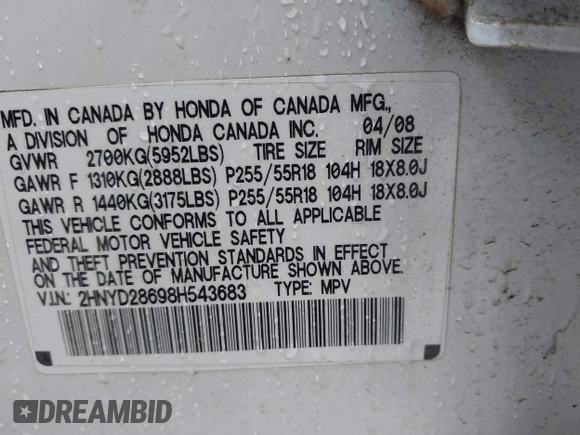 MFD. IN CANADA BY HONDA OF CANADA MFG.,
A DIVISION OF HONDA CANADA INC. 04/08
GVWR 2700KG(5952LBS) TIRE SIZE RIM SIZE
GAWR F 1310KG(2888LBS) P255/55R18 104H 18X8.0J
GAWR R 1440KG(3175LBS) P255/55R18 104H 18X8.0J
THIS VEHICLE CONFORMS TO ALL APPLICABLE
FEDERAL MOTOR VEHICLE SAFETY
AND THEFT PREVENTION STANDARDS IN EFFECT
ON THE DATE OF MANUFACTURE SHOWN ABOVE.
V.I.N: 2HNYD28698H543683 TYPE: MPV
DREAMBID